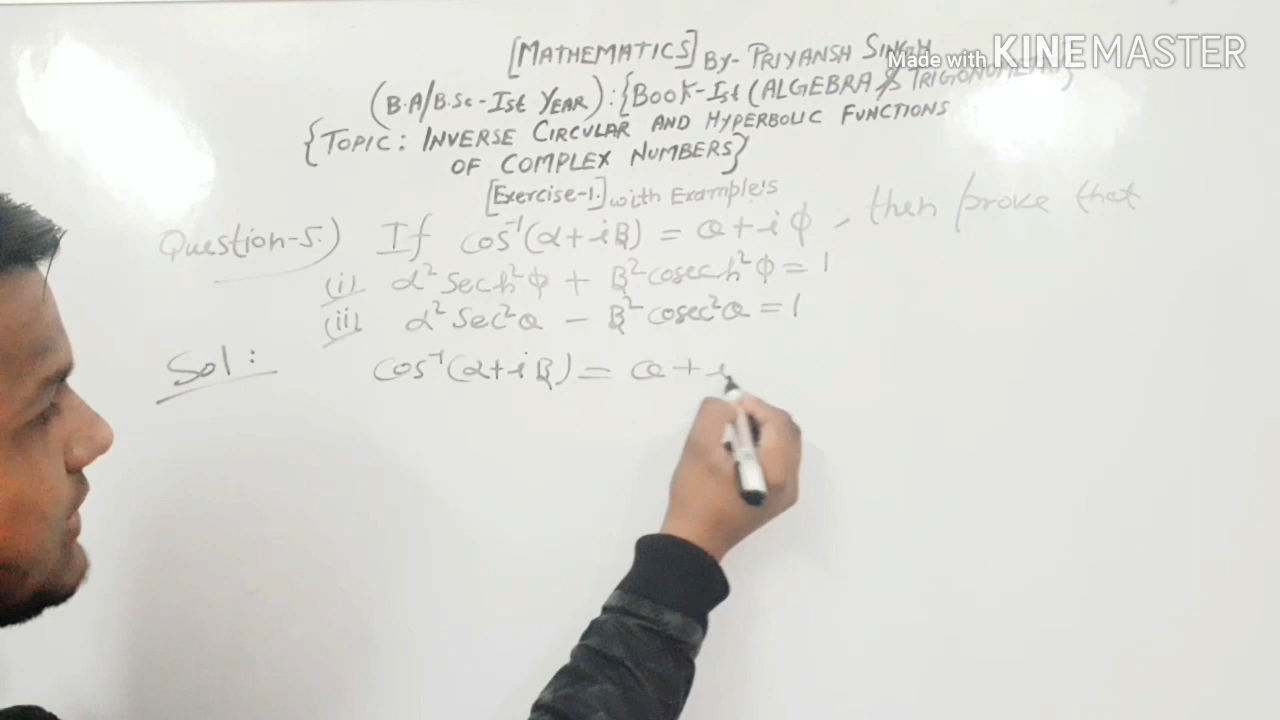 [MATHEMATICS] By- PRIYANSH SINGH
Made with KINEMASTER
(B.A/B.Sc - Ist YEAR) : {BOOK-Ist (ALGEBRA & TRIGONOMETRY)}
{TOPIC : INVERSE CIRCULAR AND HYPERBOLIC FUNCTIONS
OF COMPLEX NUMBERS}
[Exercise-1.] with Example's
Question-5.) If cos⁻¹(α+iβ) = θ+iφ, then prove that
(i) α² Sech²φ + β² cosech²φ = 1
(ii) α² Sec²θ − β² cosec²θ = 1
Sol : cos⁻¹(α+iβ) = θ + i